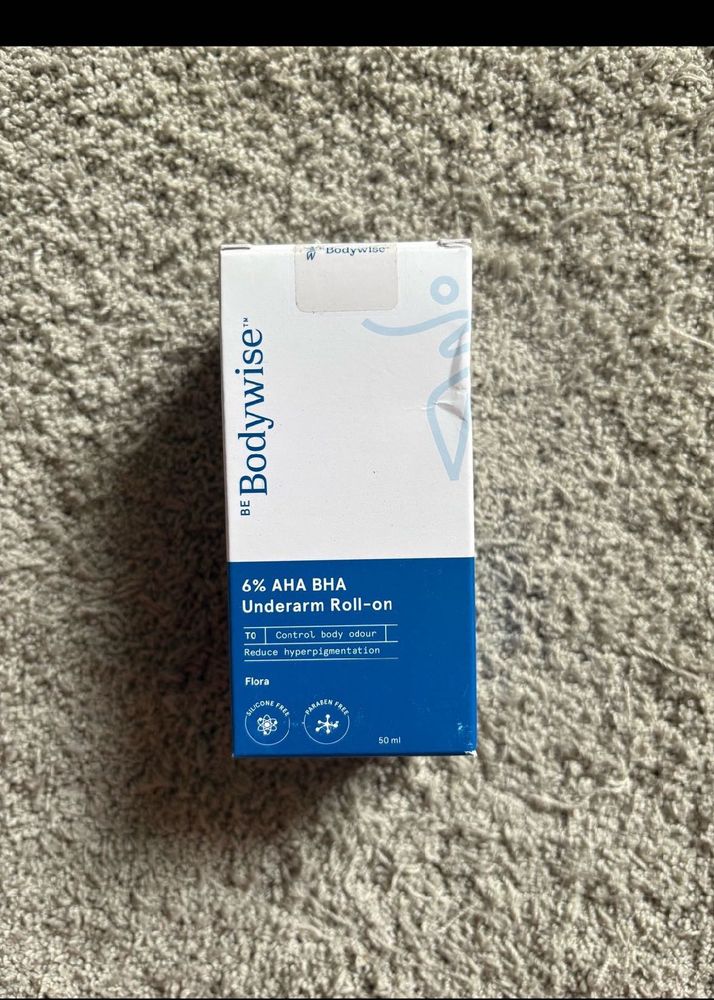 Bodywise
BE Bodywise™
6% AHA BHA
Underarm Roll-on
TO Control body odour
Reduce hyperpigmentation
Flora
SILICONE FREE
PARABEN FREE
50 ml